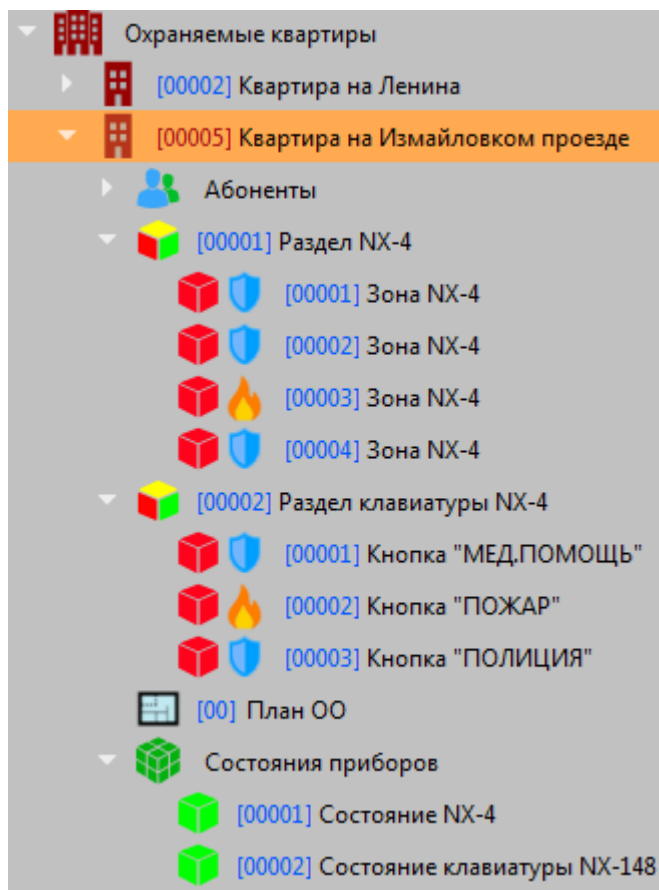 Охраняемые квартиры
[00002] Квартира на Ленина
[00005] Квартира на Измайловком проезде
Абоненты
[00001] Раздел NX-4
[00001] Зона NX-4
[00002] Зона NX-4
[00003] Зона NX-4
[00004] Зона NX-4
[00002] Раздел клавиатуры NX-4
[00001] Кнопка "МЕД.ПОМОЩЬ"
[00002] Кнопка "ПОЖАР"
[00003] Кнопка "ПОЛИЦИЯ"
[00] План ОО
Состояния приборов
[00001] Состояние NX-4
[00002] Состояние клавиатуры NX-148